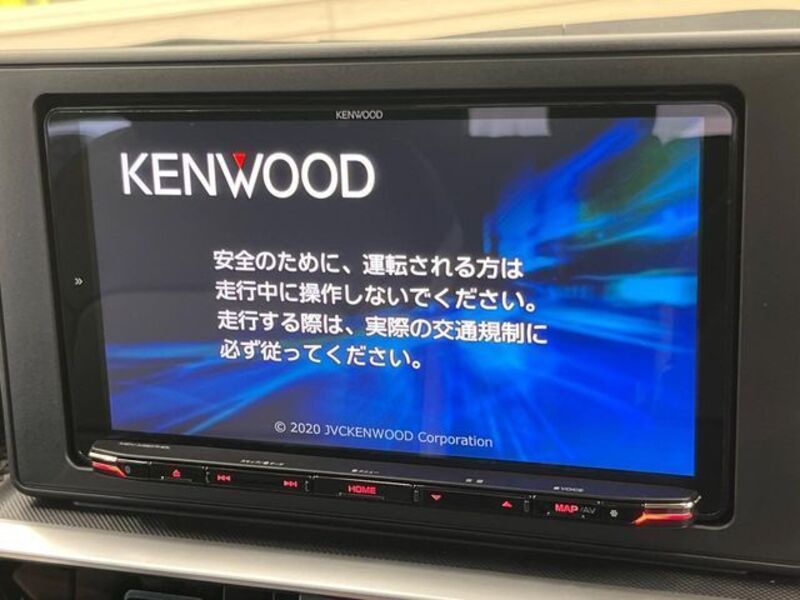 KENWOOD
KENWOOD
安全のために、運転される方は
走行中に操作しないでください。
走行する際は、実際の交通規制に
必ず従ってください。
© 2020 JVCKENWOOD Corporation
VOICE
HOME
MAP/AV